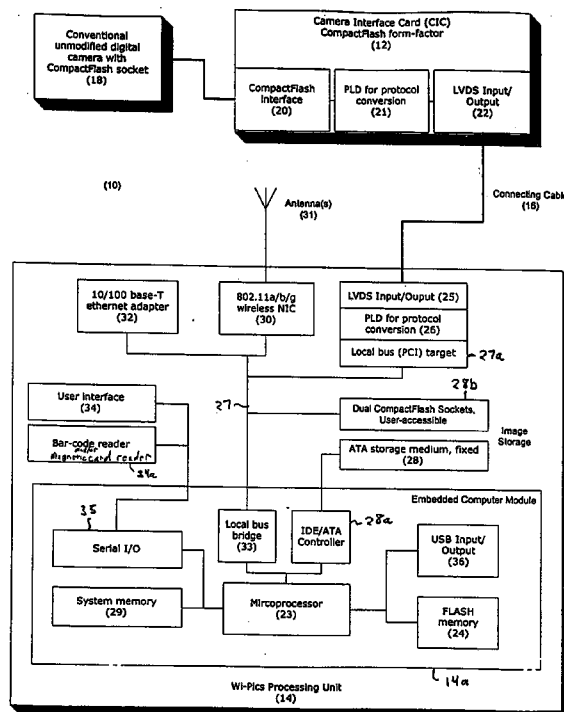 Conventional
unmodified digital
camera with
CompactFlash socket
(18)
Camera Interface Card (CIC)
CompactFlash form-factor
(12)
CompactFlash
interface
(20)
PLD for protocol
conversion
(21)
LVDS Input/
Output
(22)
(10)
Antenna(s)
(31)
Connecting Cable
(16)
10/100 base-T
ethernet adapter
(32)
802.11a/b/g
wireless NIC
(30)
LVDS Input/Ouput (25)
PLD for protocol
conversion (26)
Local bus (PCI) target
27a
28b
User interface
(34)
27
Dual CompactFlash Sockets,
User-accessible
Image
Storage
Bar-code reader
and/or
Magnetic card reader
34a
ATA storage medium, fixed
(28)
Embedded Computer Module
35
Serial I/O
Local bus
bridge
(33)
IDE/ATA
Controller
28a
USB Input/
Output
(36)
System memory
(29)
Mircoprocessor
(23)
FLASH
memory
(24)
14a
Wi-Pics Processing Unit
(14)